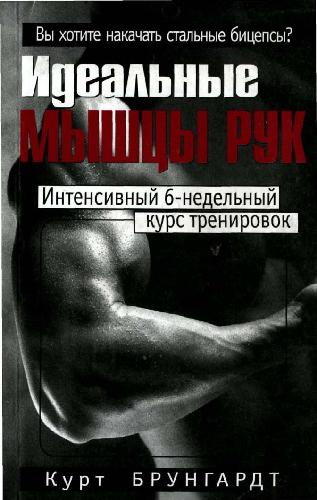 Вы хотите накачать стальные бицепсы?
Идеальные
МЫШЦЫ РУК
Интенсивный 6-недельный
курс тренировок
Курт БРУНГАРДТ